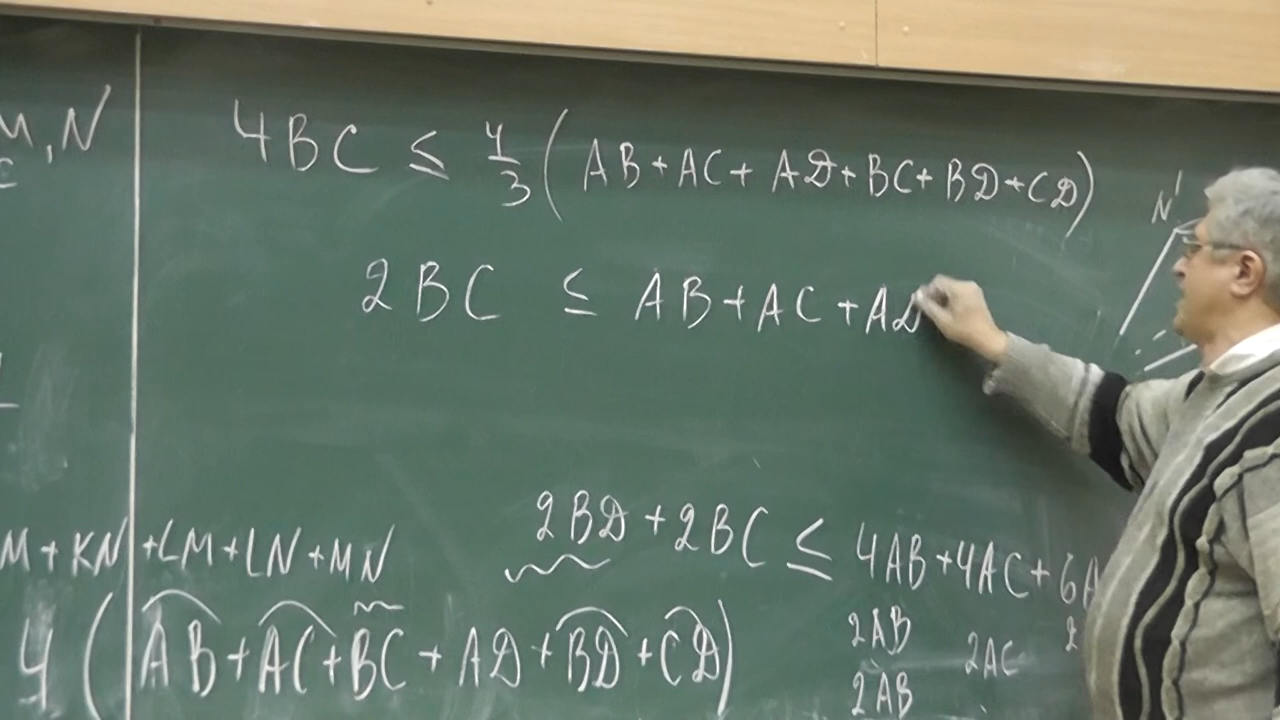 M, N
4BC ≤ 4/3 (AB+AC+AD+BC+BD+CD)
N'
2BC ≤ AB+AC+AD
2BD+2BC ≤ 4AB+4AC+6A
M+KN+LM+LN+MN
2AB 2AC 2
4(AB+AC+BC+AD+BD+CD)
2AB